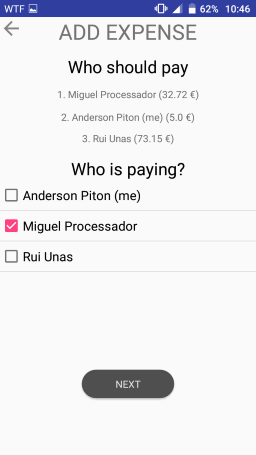 WTF 62% 10:46
ADD EXPENSE
Who should pay
1. Miguel Processador (32.72 €)
2. Anderson Piton (me) (5.0 €)
3. Rui Unas (73.15 €)
Who is paying?
Anderson Piton (me)
Miguel Processador
Rui Unas
NEXT